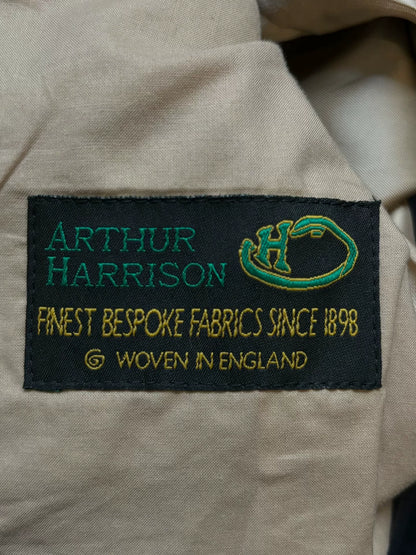 ARTHUR
HARRISON
H
FINEST BESPOKE FABRICS SINCE 1898
G WOVEN IN ENGLAND